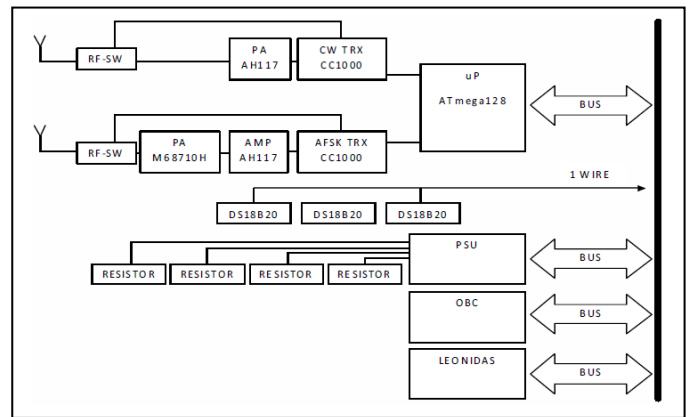 RF-SW
PA
AH117
CW TRX
CC1000
uP
ATmega128
BUS
RF-SW
PA
M68710H
AMP
AH117
AFSK TRX
CC1000
1 WIRE
DS18B20
DS18B20
DS18B20
PSU
BUS
RESISTOR
RESISTOR
RESISTOR
RESISTOR
OBC
BUS
LEONIDAS
BUS